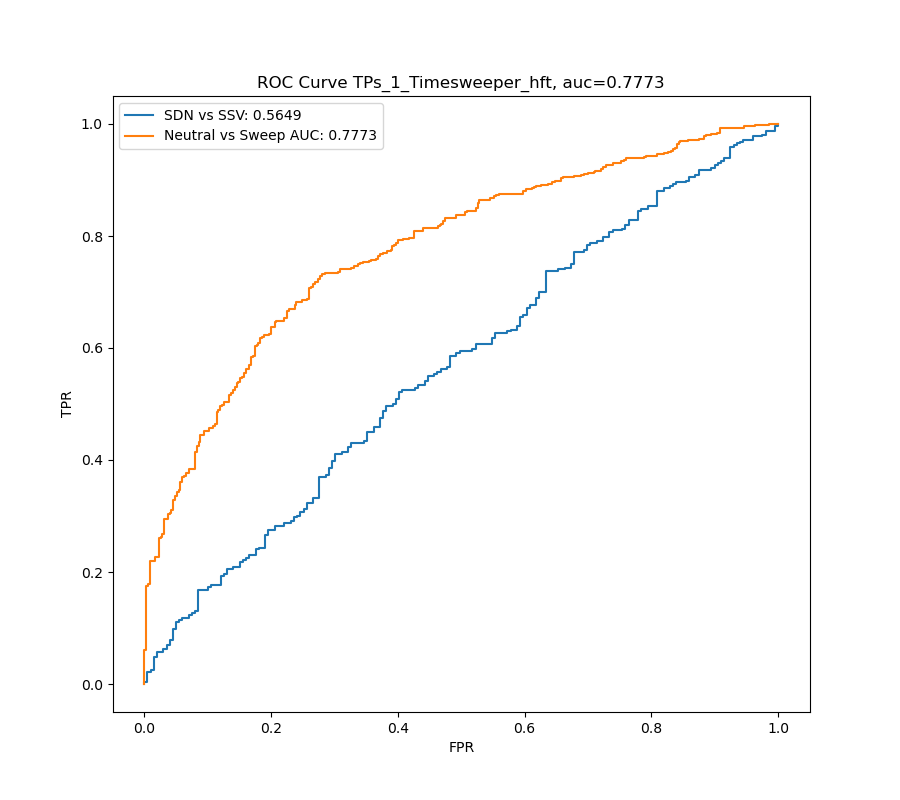 ROC Curve TPs_1_Timesweeper_hft, auc=0.7773
SDN vs SSV: 0.5649
Neutral vs Sweep AUC: 0.7773
1.0
0.8
0.6
0.4
0.2
0.0
TPR
0.0 0.2 0.4 0.6 0.8 1.0
FPR